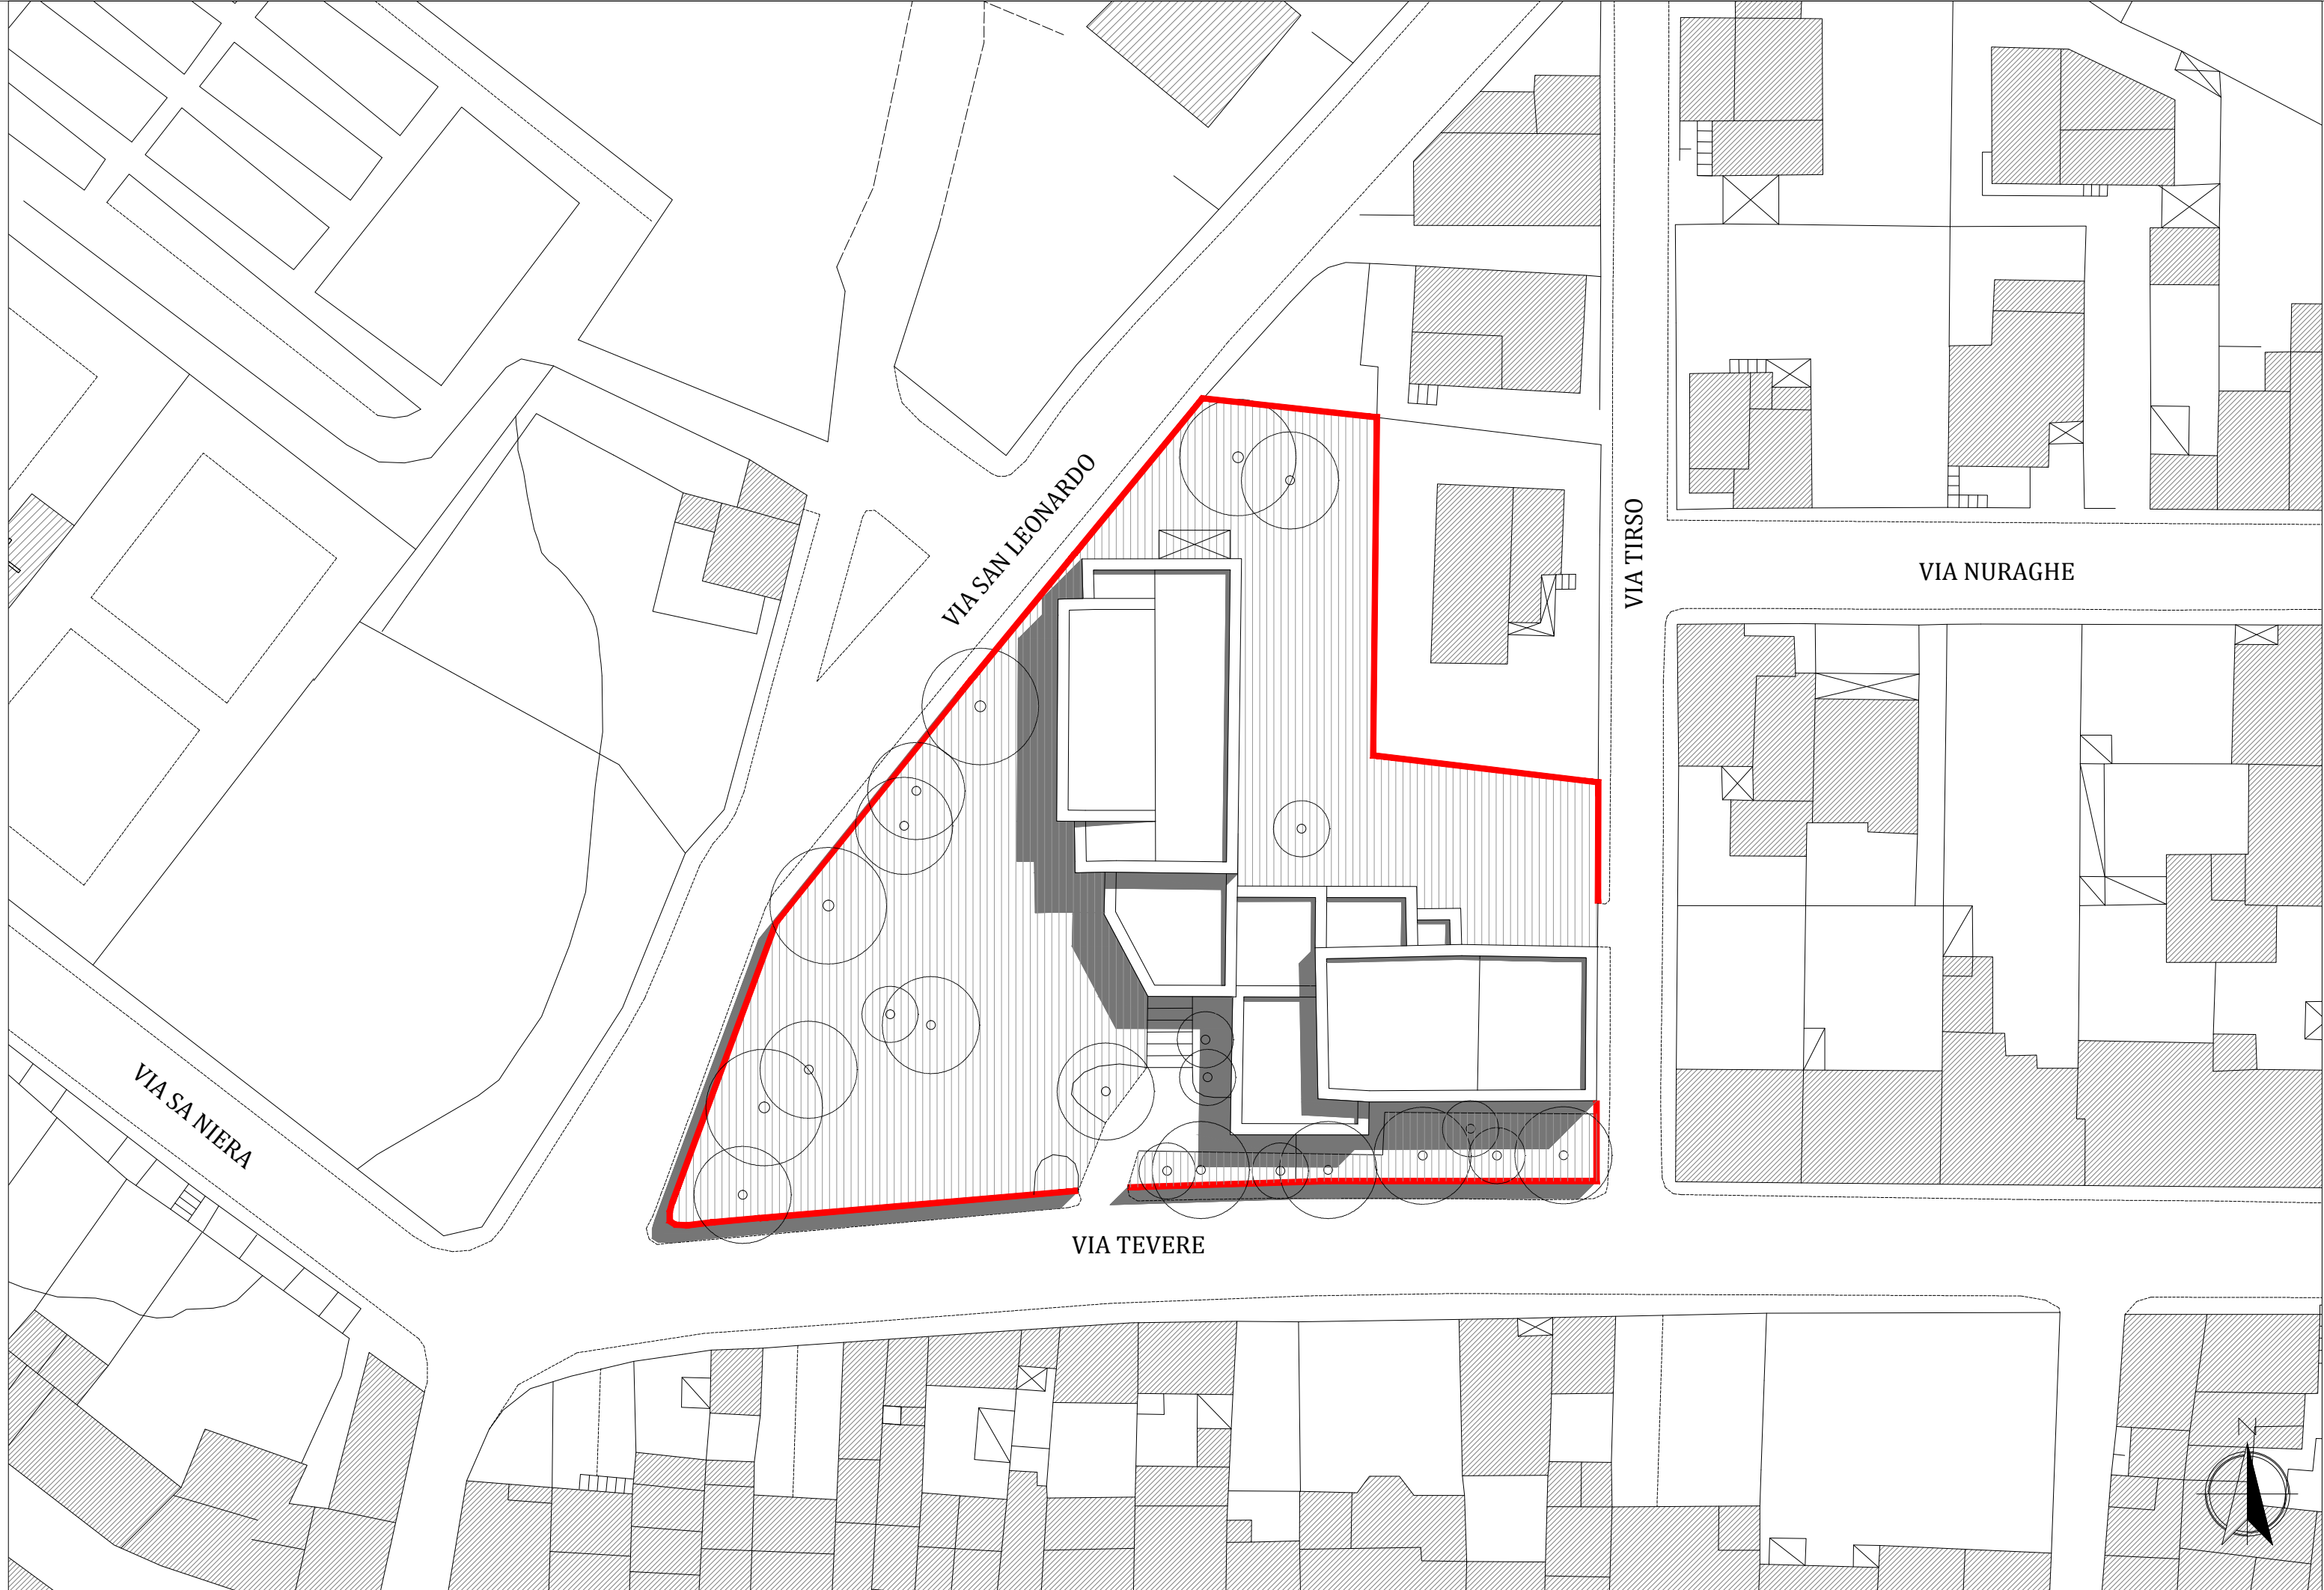 VIA SAN LEONARDO
VIA TIRSO
VIA NURAGHE
VIA SA NIERA
VIA TEVERE
N